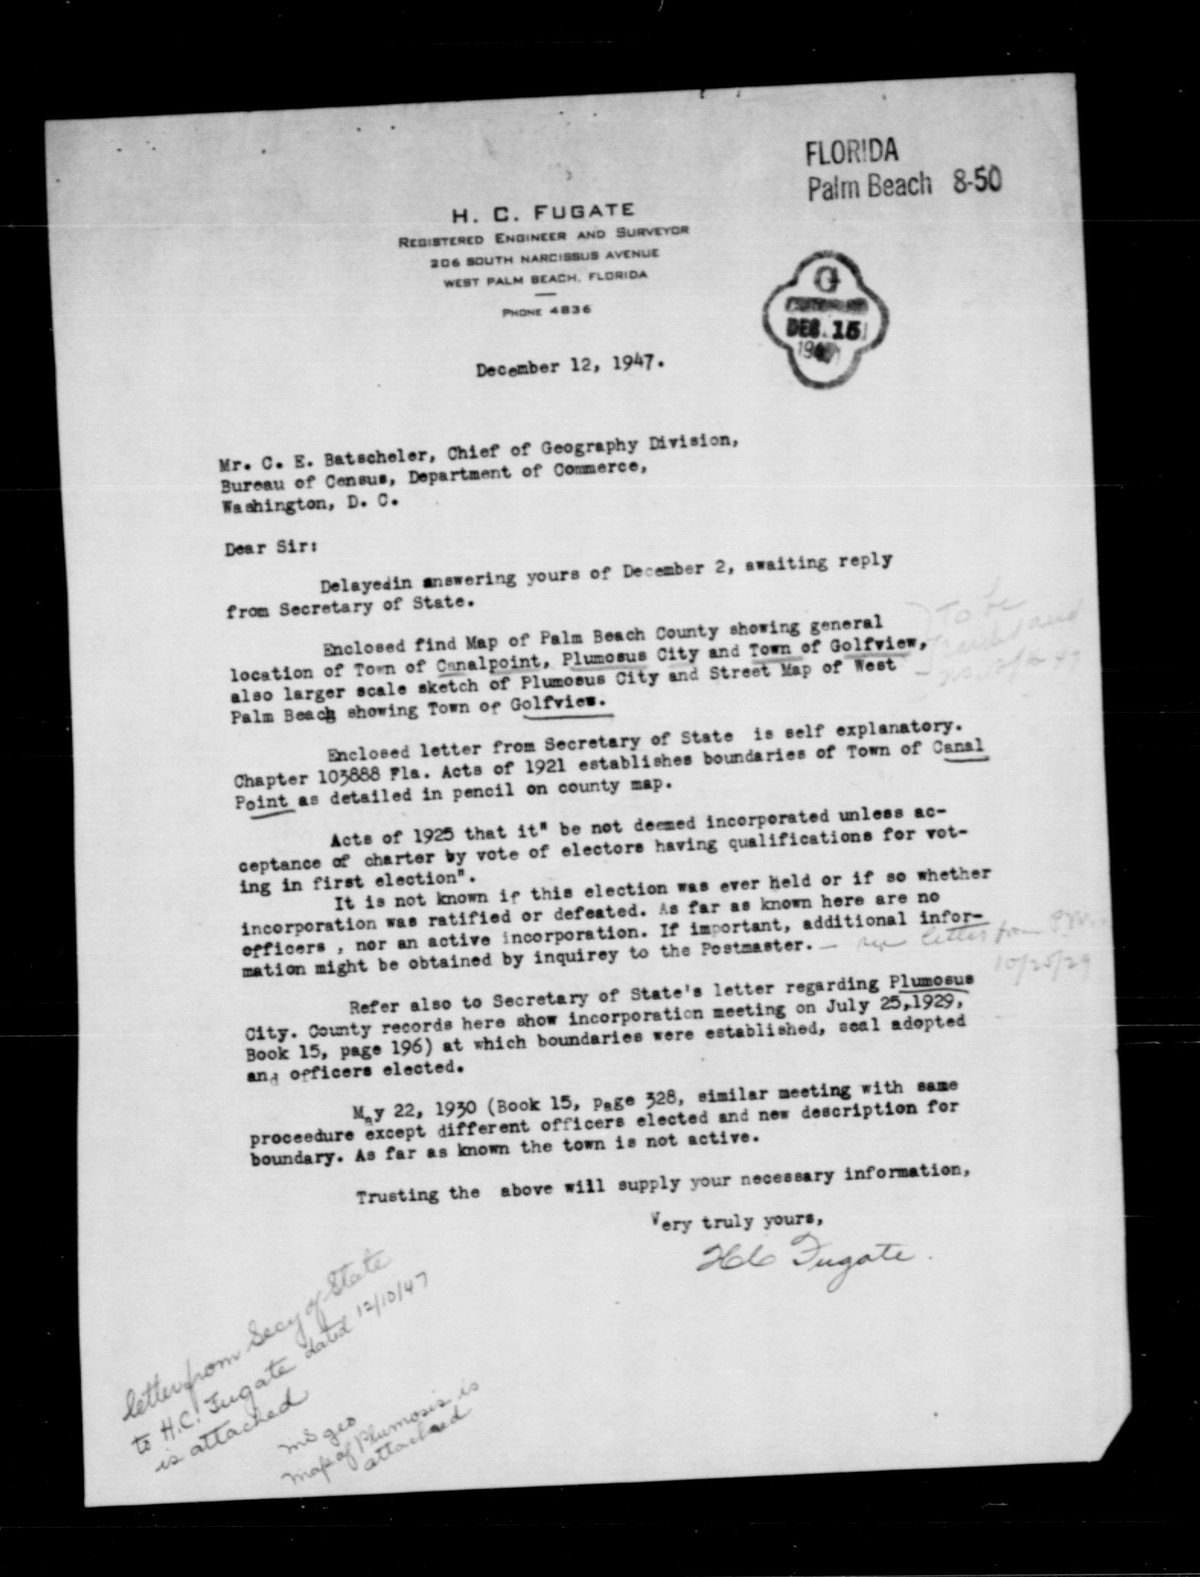 FLORIDA
Palm Beach 8-50
H. C. FUGATE
REGISTERED ENGINEER AND SURVEYOR
206 SOUTH NARCISSUS AVENUE
WEST PALM BEACH, FLORIDA
PHONE 4836
DEC. 15
December 12, 1947.
Mr. C. E. Batscheler, Chief of Geography Division,
Bureau of Census, Department of Commerce,
Washington, D. C.
Dear Sir:
Delayedin answering yours of December 2, awaiting reply
from Secretary of State.
Enclosed find Map of Palm Beach County showing general
location of Town of Canalpoint, Plumosus City and Town of Golfview,
also larger scale sketch of Plumosus City and Street Map of West
Palm Beach showing Town of Golfview.
To be
Enclosed letter from Secretary of State is self explanatory.
Chapter 103888 Fla. Acts of 1921 establishes boundaries of Town of Canal
Point as detailed in pencil on county map.
Acts of 1925 that it" be not deemed incorporated unless ac-
ceptance of charter by vote of electors having qualifications for vot-
ing in first election".
It is not known if this election was ever held or if so whether
incorporation was ratified or defeated. As far as known here are no
officers , nor an active incorporation. If important, additional infor-
mation might be obtained by inquirey to the Postmaster. — see letter from P.M.
10/25/29
Refer also to Secretary of State's letter regarding Plumosus
City. County records here show incorporation meeting on July 25,1929,
Book 15, page 196) at which boundaries were established, seal adopted
and officers elected.
May 22, 1930 (Book 15, page 328, similar meeting with same
proceedure except different officers elected and new description for
boundary. As far as known the town is not active.
Trusting the above will supply your necessary information,
Very truly yours,
HC Fugate.
letter from Secy of State
to H.C. Fugate dated 12/10/47
is attached
ms geo
map of Plumosis is
attached